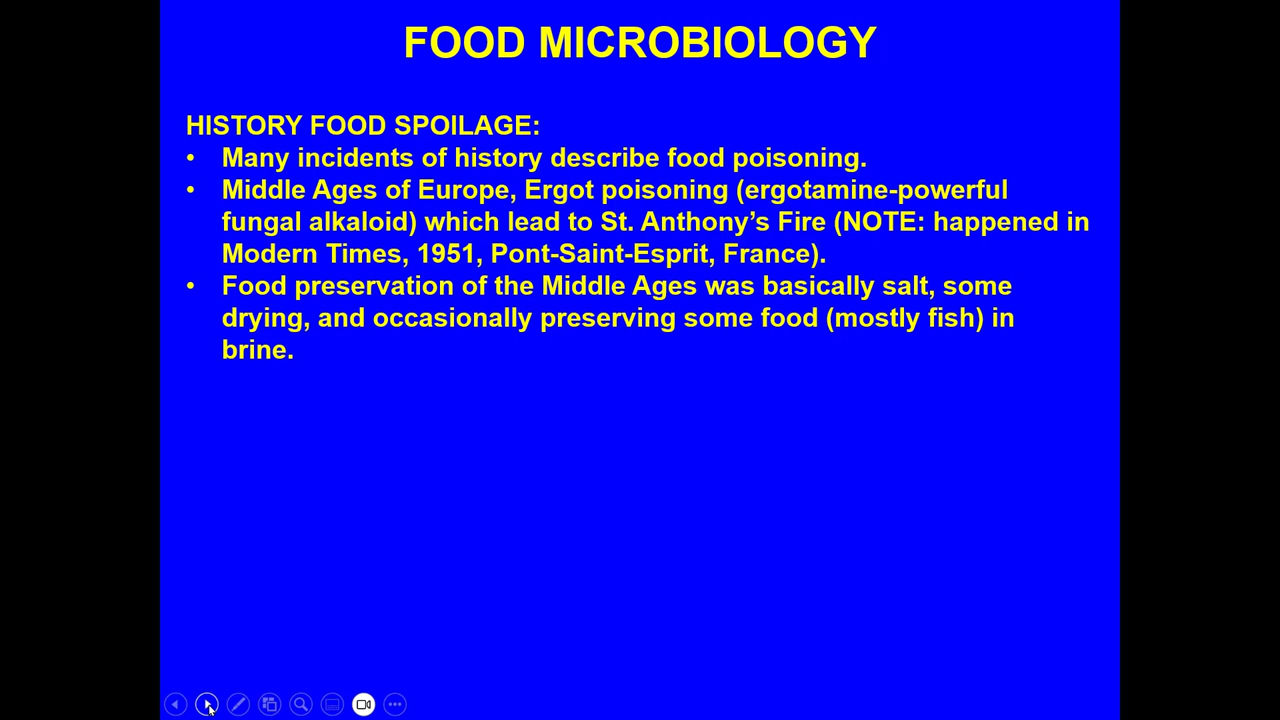 FOOD MICROBIOLOGY
HISTORY FOOD SPOILAGE:
• Many incidents of history describe food poisoning.
• Middle Ages of Europe, Ergot poisoning (ergotamine-powerful
fungal alkaloid) which lead to St. Anthony’s Fire (NOTE: happened in
Modern Times, 1951, Pont-Saint-Esprit, France).
• Food preservation of the Middle Ages was basically salt, some
drying, and occasionally preserving some food (mostly fish) in
brine.